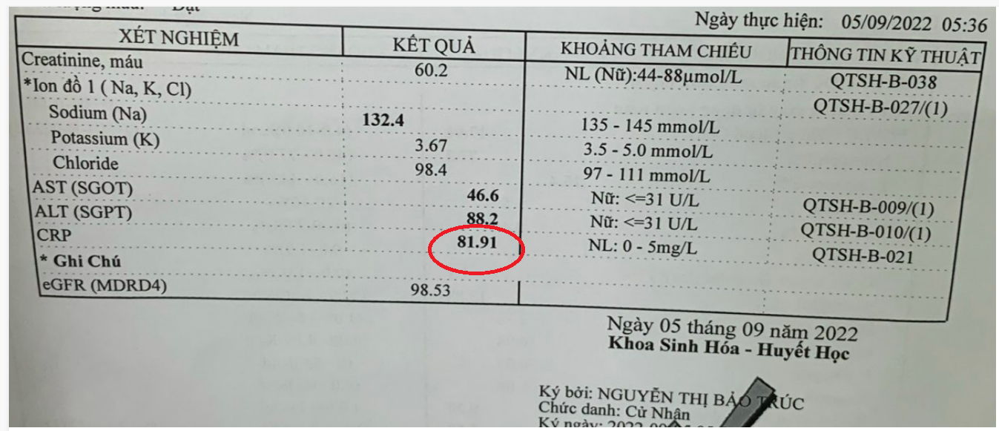 Ngày thực hiện: 05/09/2022 05:36
XÉT NGHIỆM KẾT QUẢ KHOẢNG THAM CHIẾU THÔNG TIN KỸ THUẬT
Creatinine, máu 60.2 NL (Nữ):44-88µmol/L QTSH-B-038
*Ion đồ 1 ( Na, K, Cl) QTSH-B-027/(1)
Sodium (Na) 132.4 135 - 145 mmol/L
Potassium (K) 3.67 3.5 - 5.0 mmol/L
Chloride 98.4 97 - 111 mmol/L
AST (SGOT) 46.6 Nữ: <=31 U/L QTSH-B-009/(1)
ALT (SGPT) 88.2 Nữ: <=31 U/L QTSH-B-010/(1)
CRP 81.91 NL: 0 - 5mg/L QTSH-B-021
* Ghi Chú
eGFR (MDRD4) 98.53
Ngày 05 tháng 09 năm 2022
Khoa Sinh Hóa - Huyết Học
Ký bởi: NGUYỄN THỊ BẢO TRÚC
Chức danh: Cử Nhân
Ký ngày: